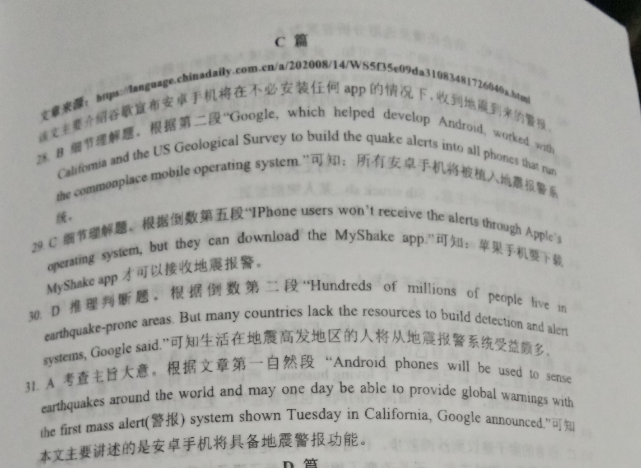 C 篇
文章来源：https://language.chinadaily.com.cn/a/202008/14/WS5f35e09da31083481726040a.html
该文主要介绍谷歌宣布安卓手机将在不必安装任何 app 的情况下,收到地震到来的警报。
28. B 细节理解题。根据第二段“Google, which helped develop Android, worked with
California and the US Geological Survey to build the quake alerts into all phones that run
the commonplace mobile operating system.”可知：所有安卓手机将被植入地震报警系
统。
29. C 细节理解题。根据倒数第五段“IPhone users won't receive the alerts through Apple's
operating system, but they can download the MyShake app.”可知：苹果手机要下载
MyShake app 才可以接收地震报警。
30. D 推理判断题。根据倒数第二段“Hundreds of millions of people live in
earthquake-prone areas. But many countries lack the resources to build detection and alert
systems, Google said.”可知生活在地震高发地区的人将从地震报警系统受益颇多。
31. A 考查主旨大意。根据文章第一自然段 “Android phones will be used to sense
earthquakes around the world and may one day be able to provide global warnings with
the first mass alert(警报) system shown Tuesday in California, Google announced.”可知
本文主要讲述的是安卓手机将具备地震警报功能。
D 篇